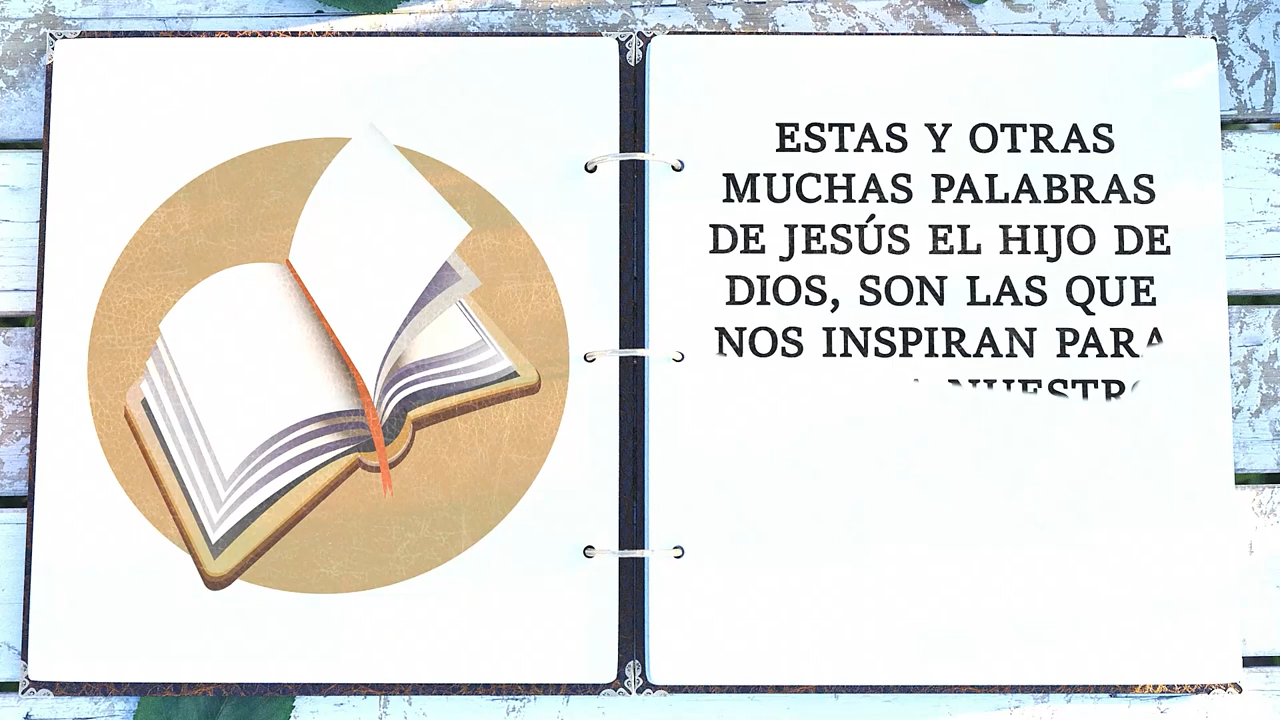 ESTAS Y OTRAS
MUCHAS PALABRAS
DE JESÚS EL HIJO DE
DIOS, SON LAS QUE
NOS INSPIRAN PARA